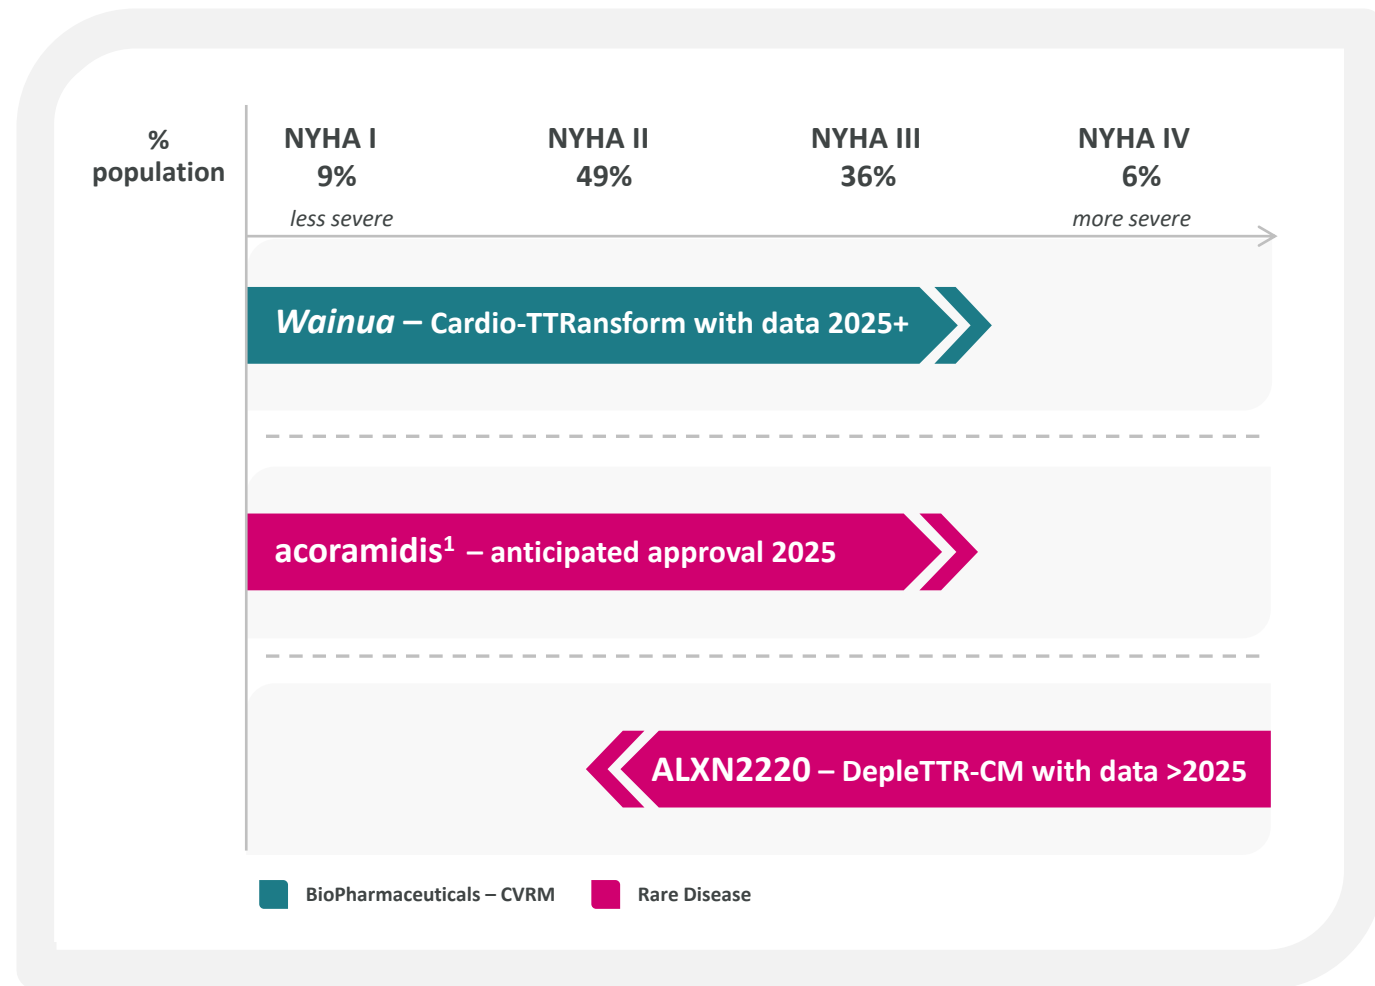 %
population
NYHA I
9%
less severe
NYHA II
49%
NYHA III
36%
NYHA IV
6%
more severe
Wainua – Cardio-TTRansform with data 2025+
acoramidis¹ – anticipated approval 2025
ALXN2220 – DepleTTR-CM with data >2025
BioPharmaceuticals – CVRM
Rare Disease